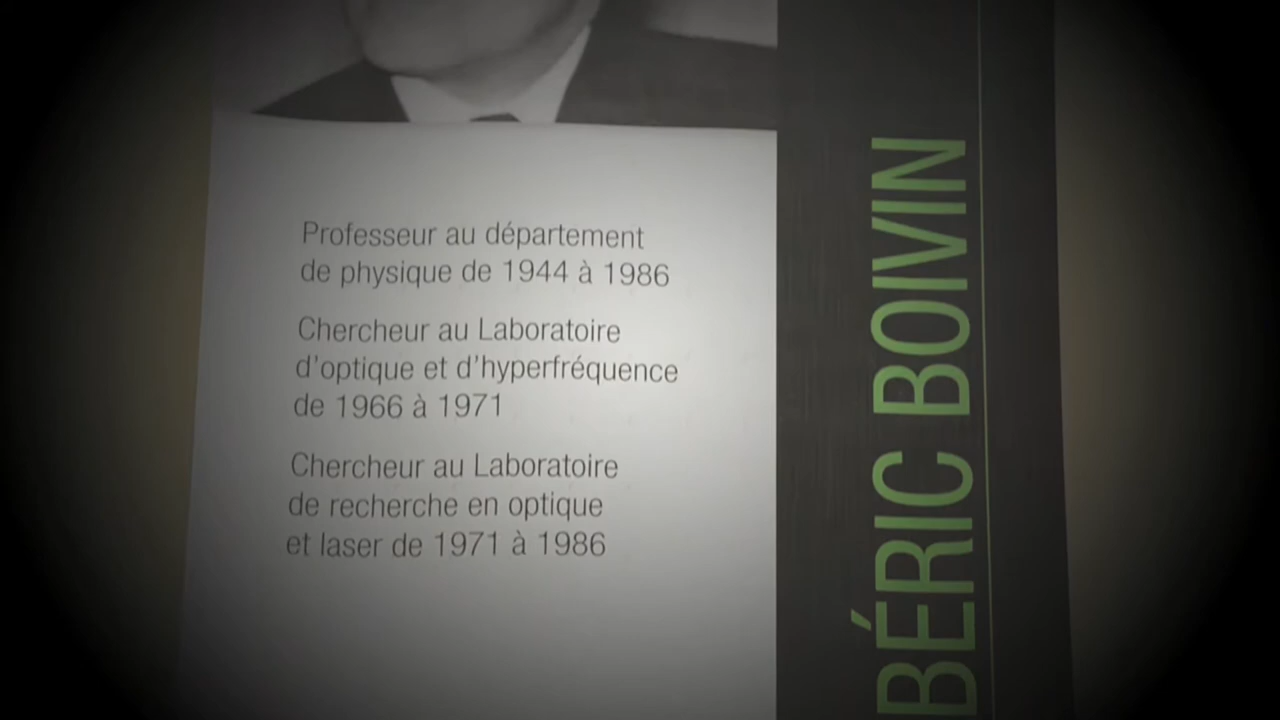 Professeur au département
de physique de 1944 à 1986
Chercheur au Laboratoire
d'optique et d'hyperfréquence
de 1966 à 1971
Chercheur au Laboratoire
de recherche en optique
et laser de 1971 à 1986
BÉRIC BOIVIN